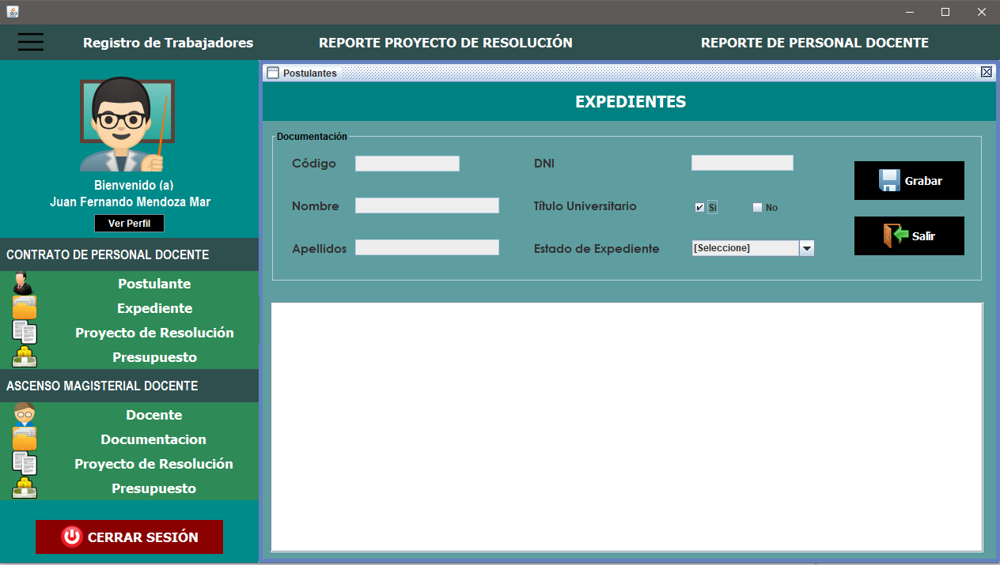 Registro de Trabajadores
REPORTE PROYECTO DE RESOLUCIÓN
REPORTE DE PERSONAL DOCENTE
Bienvenido (a)
Juan Fernando Mendoza Mar
Ver Perfil
CONTRATO DE PERSONAL DOCENTE
Postulante
Expediente
Proyecto de Resolución
Presupuesto
ASCENSO MAGISTERIAL DOCENTE
Docente
Documentacion
Proyecto de Resolución
Presupuesto
CERRAR SESIÓN
Postulantes
EXPEDIENTES
Documentación
Código
DNI
Grabar
Nombre
Título Universitario
Si
No
Salir
Apellidos
Estado de Expediente
[Seleccione]